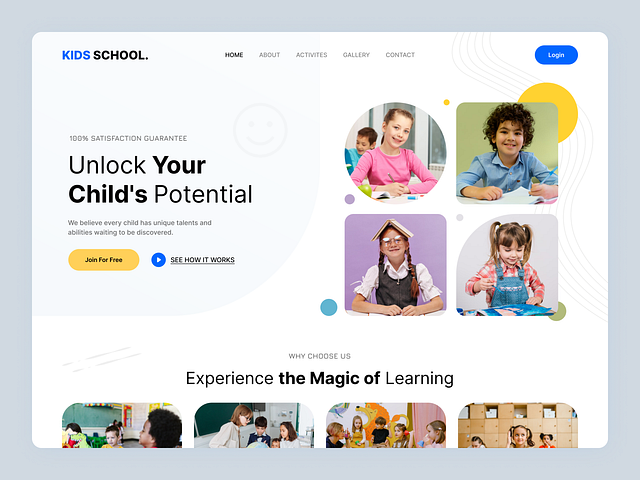 KIDS SCHOOL.
HOME ABOUT ACTIVITES GALLERY CONTACT
Login
100% SATISFACTION GUARANTEE
Unlock Your
Child's Potential
We believe every child has unique talents and
abilities waiting to be discovered.
Join For Free
SEE HOW IT WORKS
WHY CHOOSE US
Experience the Magic of Learning